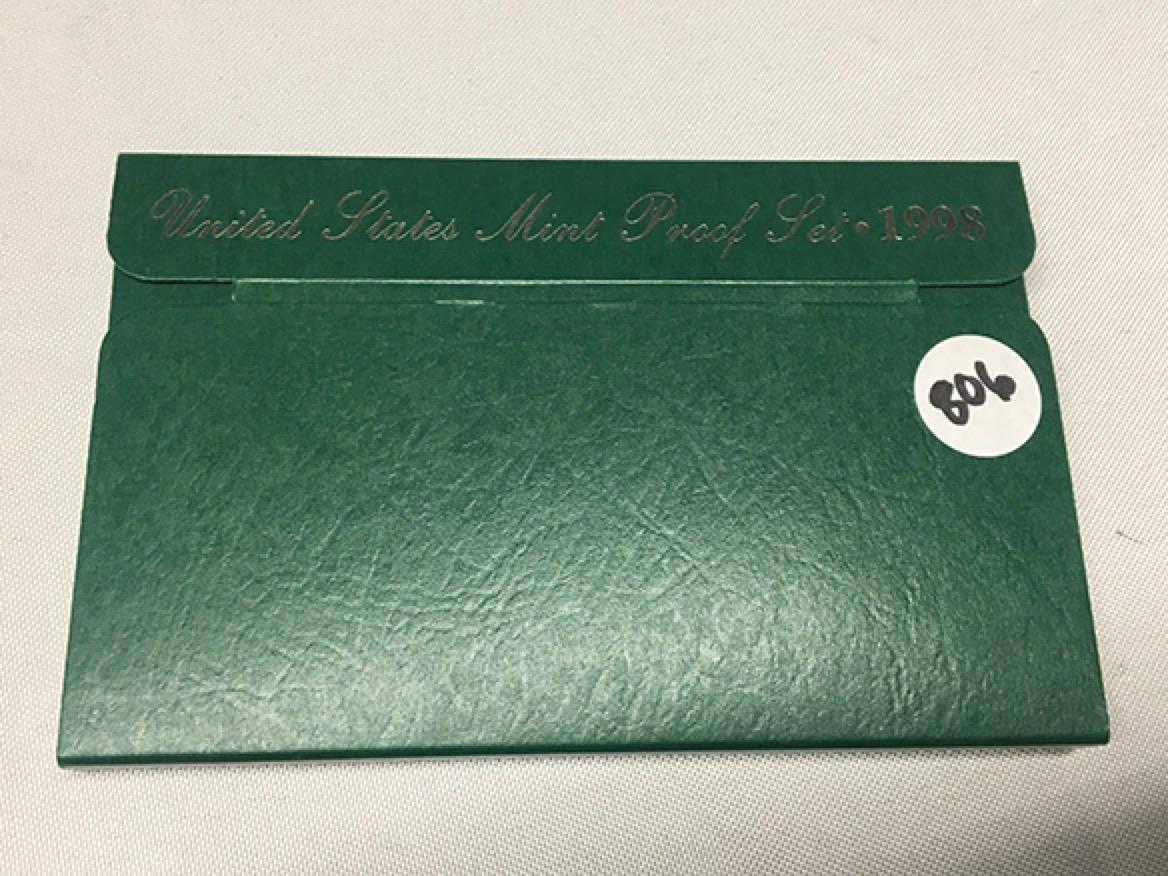 United States Mint Proof Set • 1998
806